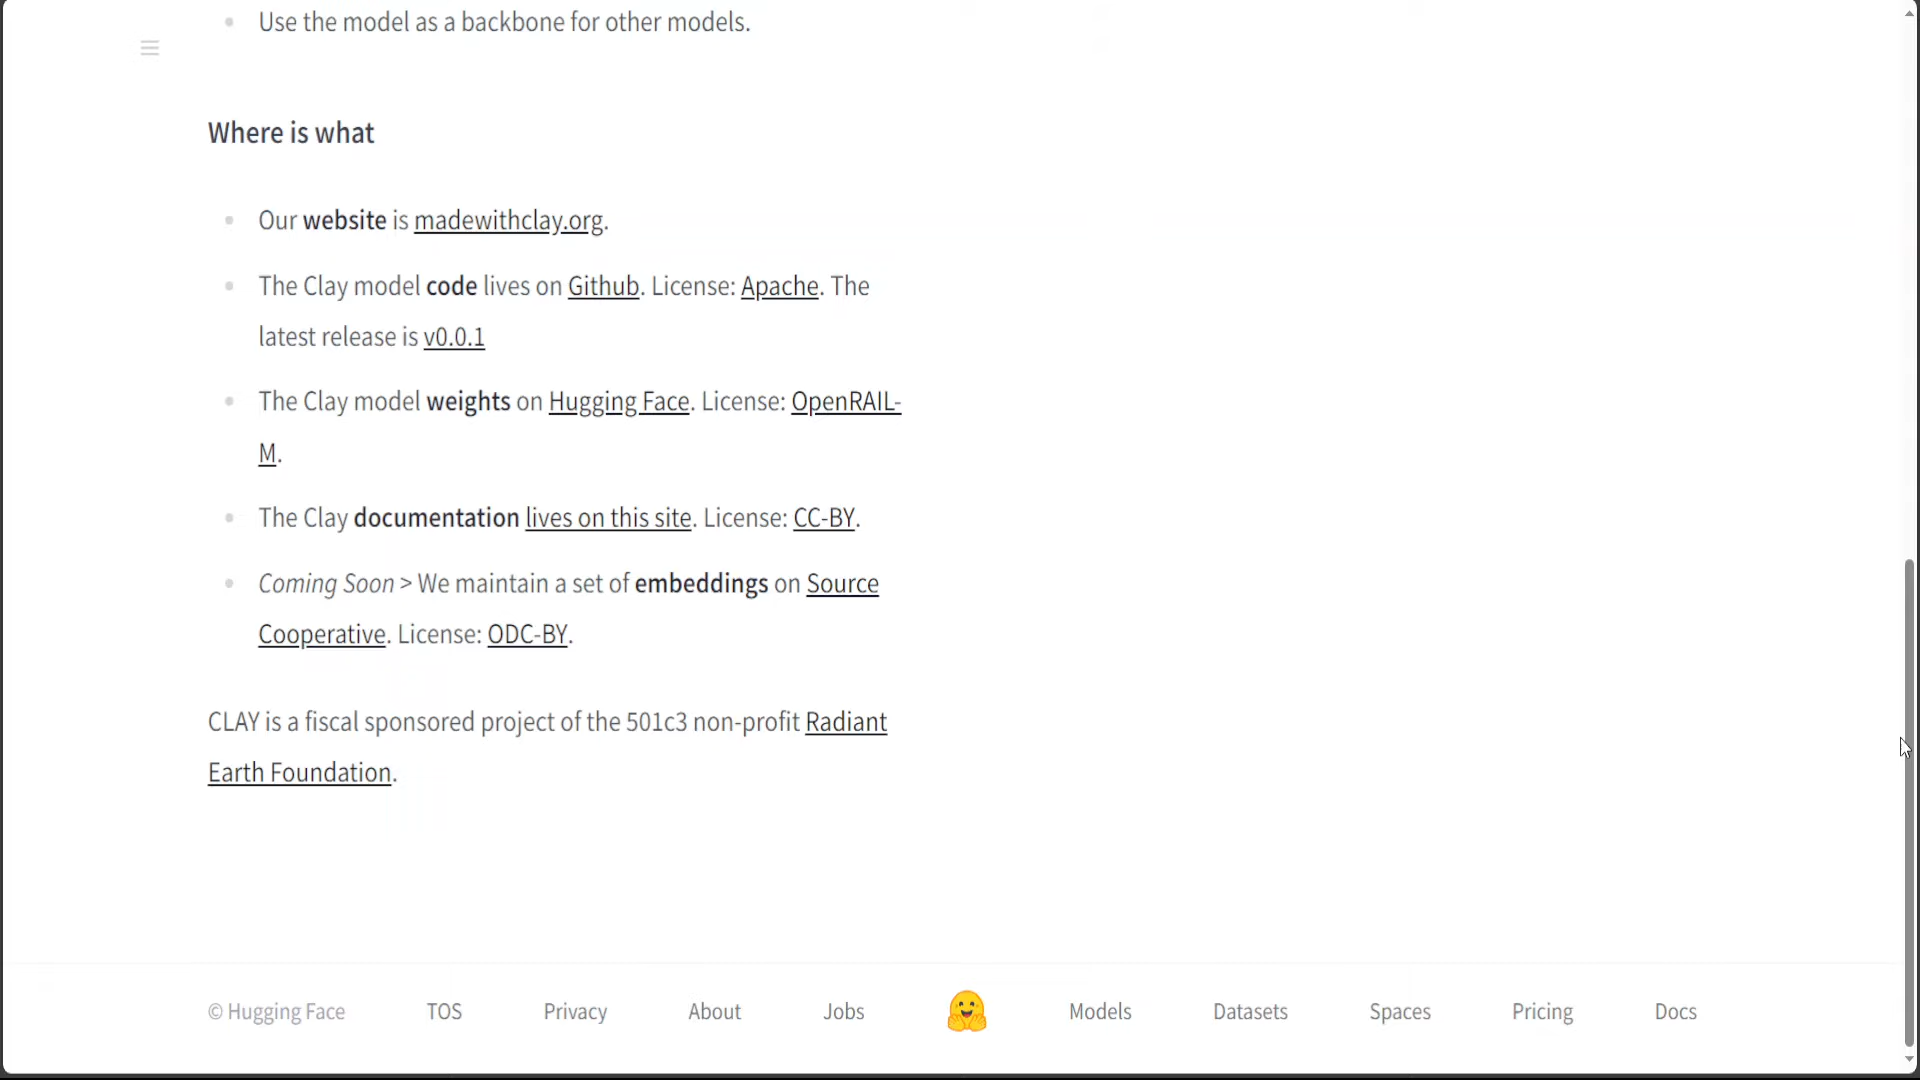 Use the model as a backbone for other models.
Where is what
Our website is madewithclay.org.
The Clay model code lives on Github. License: Apache. The
latest release is v0.0.1
The Clay model weights on Hugging Face. License: OpenRAIL-
M.
The Clay documentation lives on this site. License: CC-BY.
Coming Soon > We maintain a set of embeddings on Source
Cooperative. License: ODC-BY.
CLAY is a fiscal sponsored project of the 501c3 non-profit Radiant
Earth Foundation.
© Hugging Face TOS Privacy About Jobs Models Datasets Spaces Pricing Docs